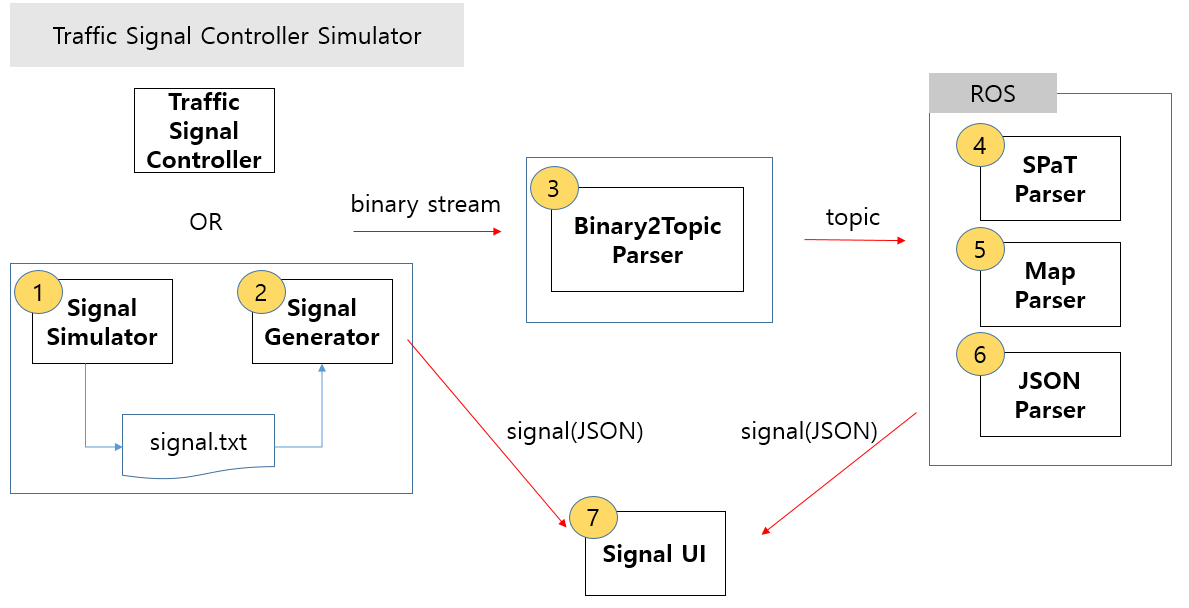 Traffic Signal Controller Simulator
Traffic
Signal
Controller
OR
binary stream
1
Signal
Simulator
2
Signal
Generator
signal.txt
3
Binary2Topic
Parser
topic
ROS
4
SPaT
Parser
5
Map
Parser
6
JSON
Parser
signal(JSON)
signal(JSON)
7
Signal UI